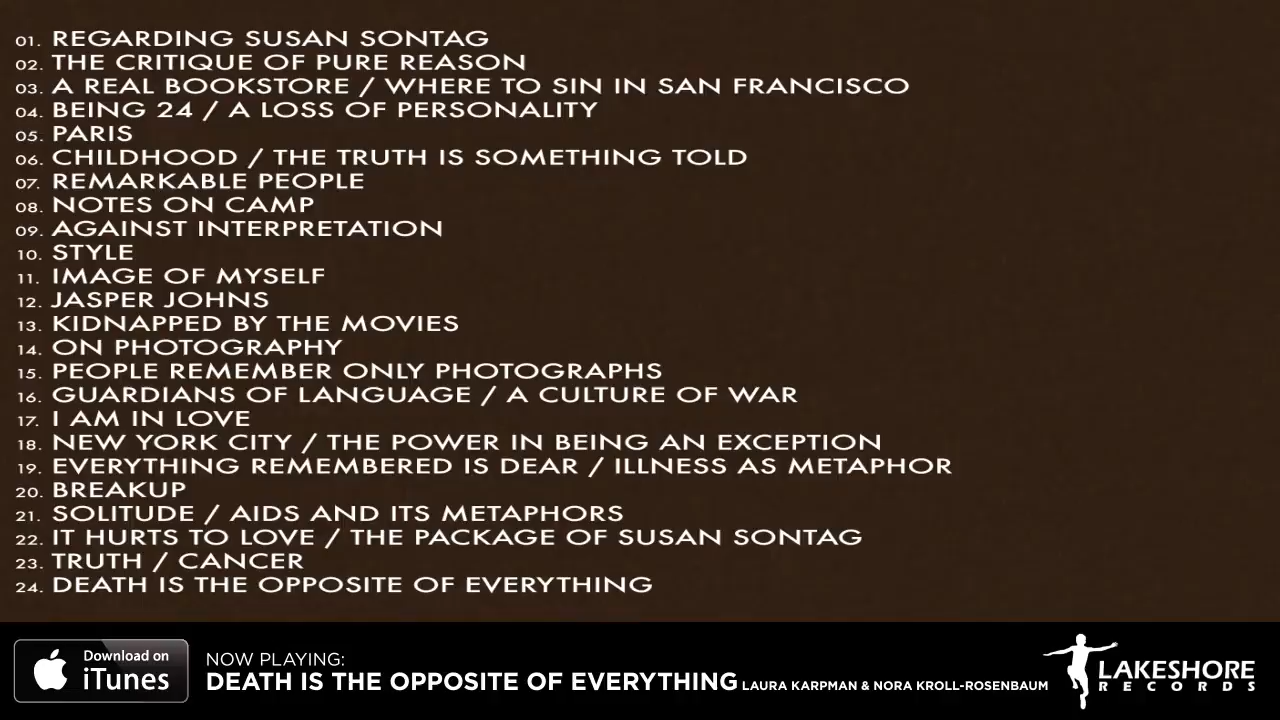 01. REGARDING SUSAN SONTAG
02. THE CRITIQUE OF PURE REASON
03. A REAL BOOKSTORE / WHERE TO SIN IN SAN FRANCISCO
04. BEING 24 / A LOSS OF PERSONALITY
05. PARIS
06. CHILDHOOD / THE TRUTH IS SOMETHING TOLD
07. REMARKABLE PEOPLE
08. NOTES ON CAMP
09. AGAINST INTERPRETATION
10. STYLE
11. IMAGE OF MYSELF
12. JASPER JOHNS
13. KIDNAPPED BY THE MOVIES
14. ON PHOTOGRAPHY
15. PEOPLE REMEMBER ONLY PHOTOGRAPHS
16. GUARDIANS OF LANGUAGE / A CULTURE OF WAR
17. I AM IN LOVE
18. NEW YORK CITY / THE POWER IN BEING AN EXCEPTION
19. EVERYTHING REMEMBERED IS DEAR / ILLNESS AS METAPHOR
20. BREAKUP
21. SOLITUDE / AIDS AND ITS METAPHORS
22. IT HURTS TO LOVE / THE PACKAGE OF SUSAN SONTAG
23. TRUTH / CANCER
24. DEATH IS THE OPPOSITE OF EVERYTHING
Download on
iTunes
NOW PLAYING:
DEATH IS THE OPPOSITE OF EVERYTHING LAURA KARPMAN & NORA KROLL-ROSENBAUM
LAKESHORE
RECORDS